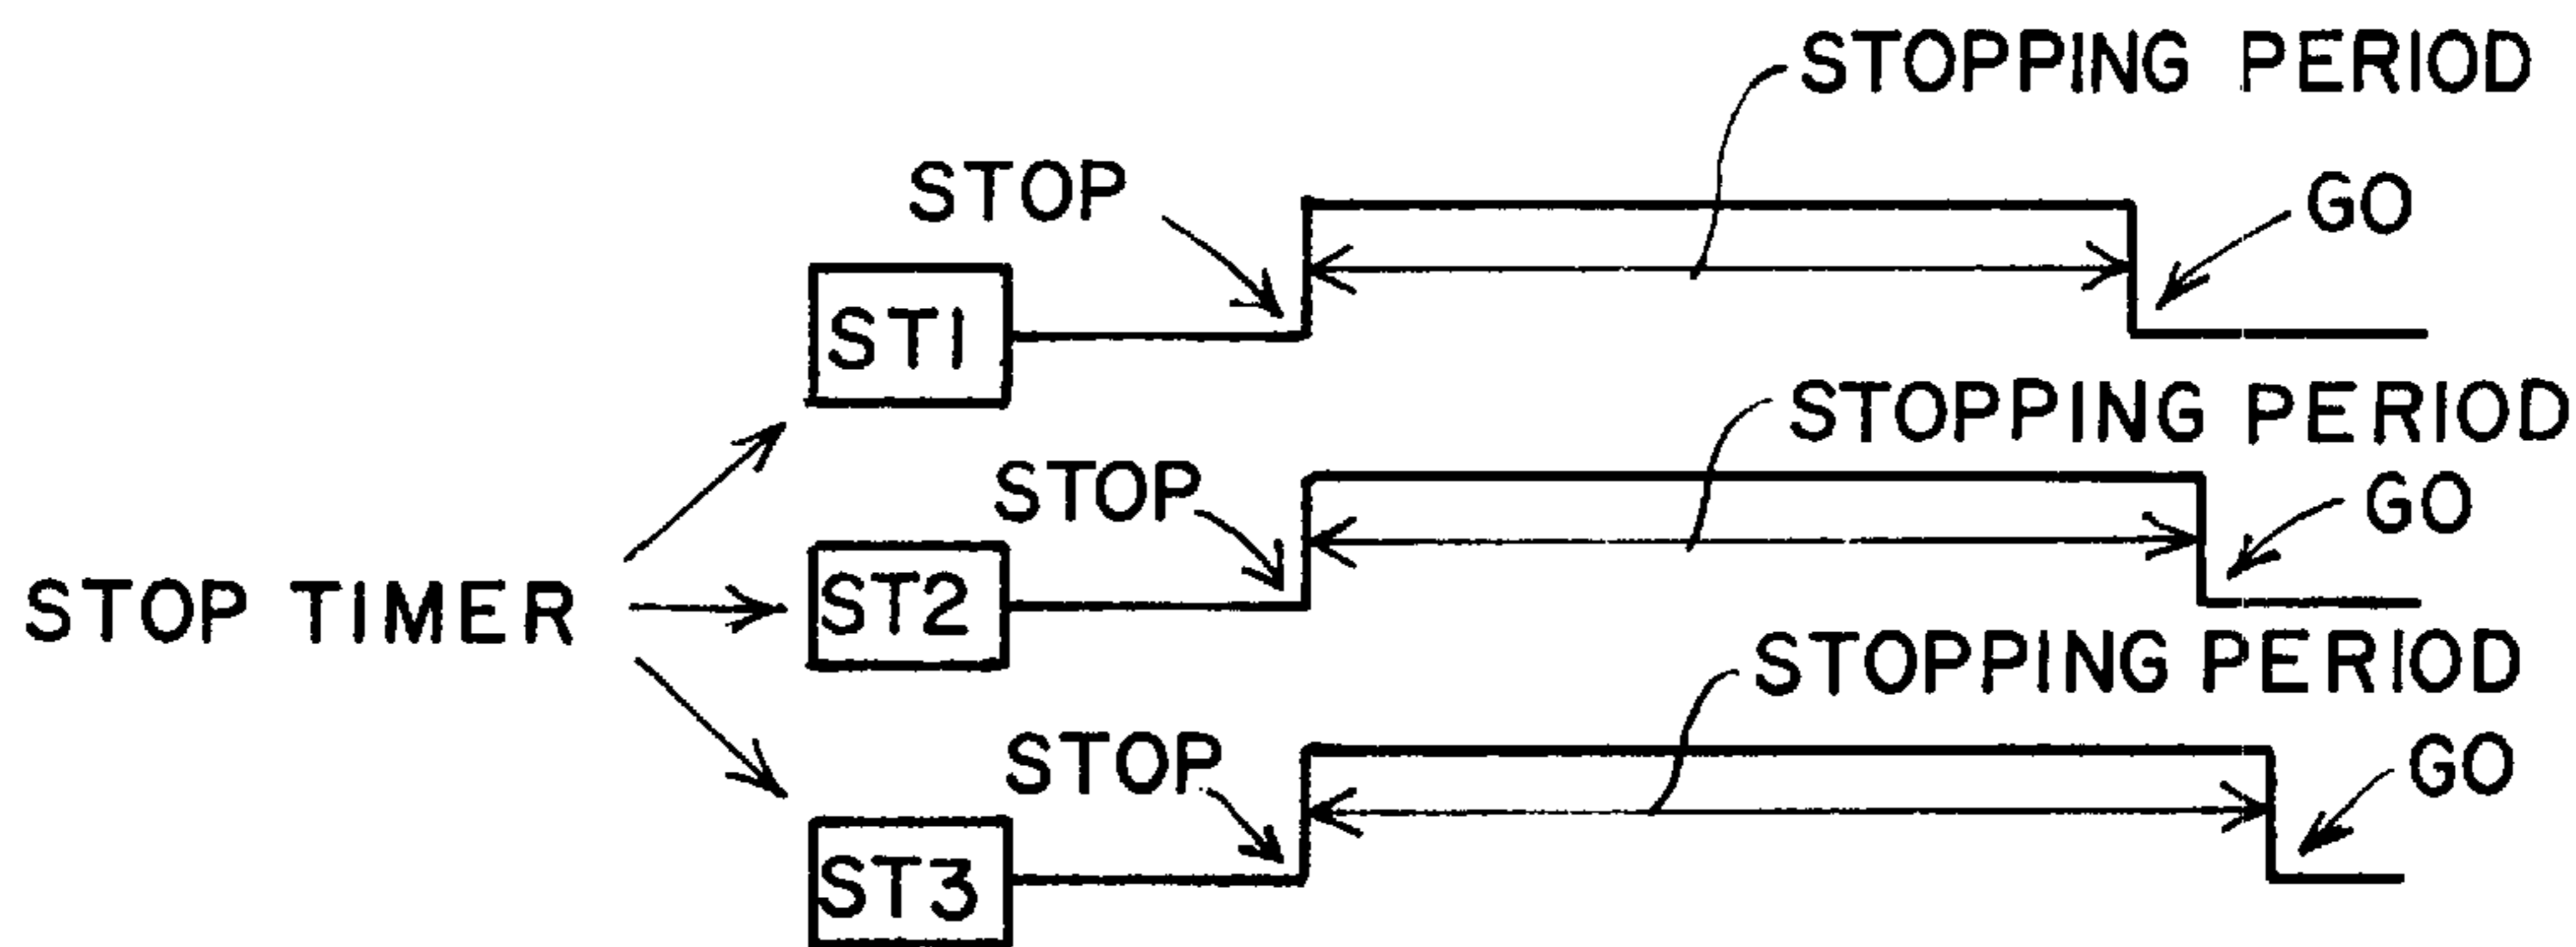 STOPPING PERIOD
STOP
GO
ST1
STOPPING PERIOD
STOP
GO
STOP TIMER
ST2
STOPPING PERIOD
STOP
GO
ST3